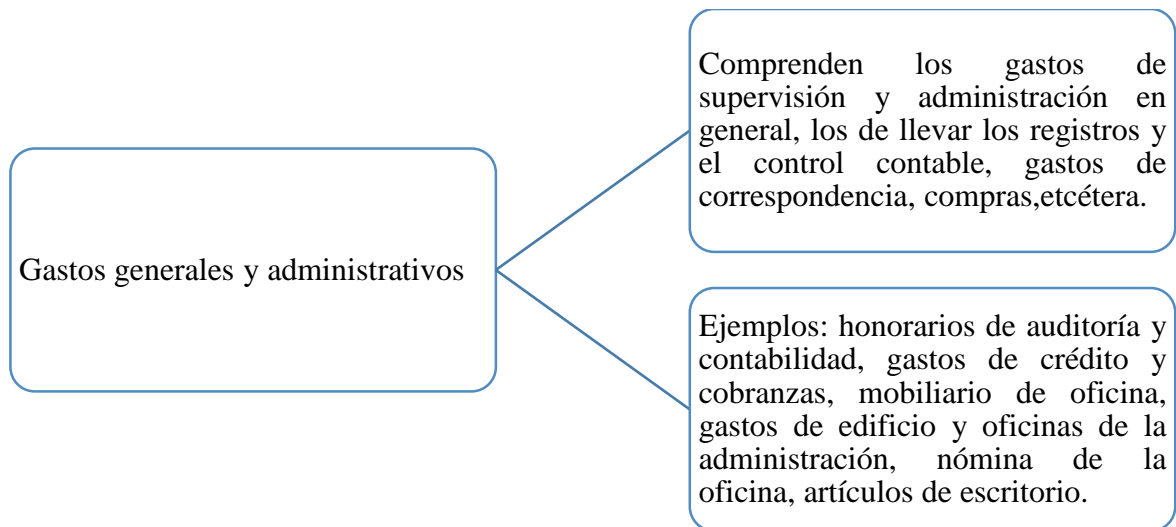 Gastos generales y administrativos
Comprenden los gastos de
supervisión y administración en
general, los de llevar los registros y
el control contable, gastos de
correspondencia, compras,etcétera.
Ejemplos: honorarios de auditoría y
contabilidad, gastos de crédito y
cobranzas, mobiliario de oficina,
gastos de edificio y oficinas de la
administración, nómina de la
oficina, artículos de escritorio.